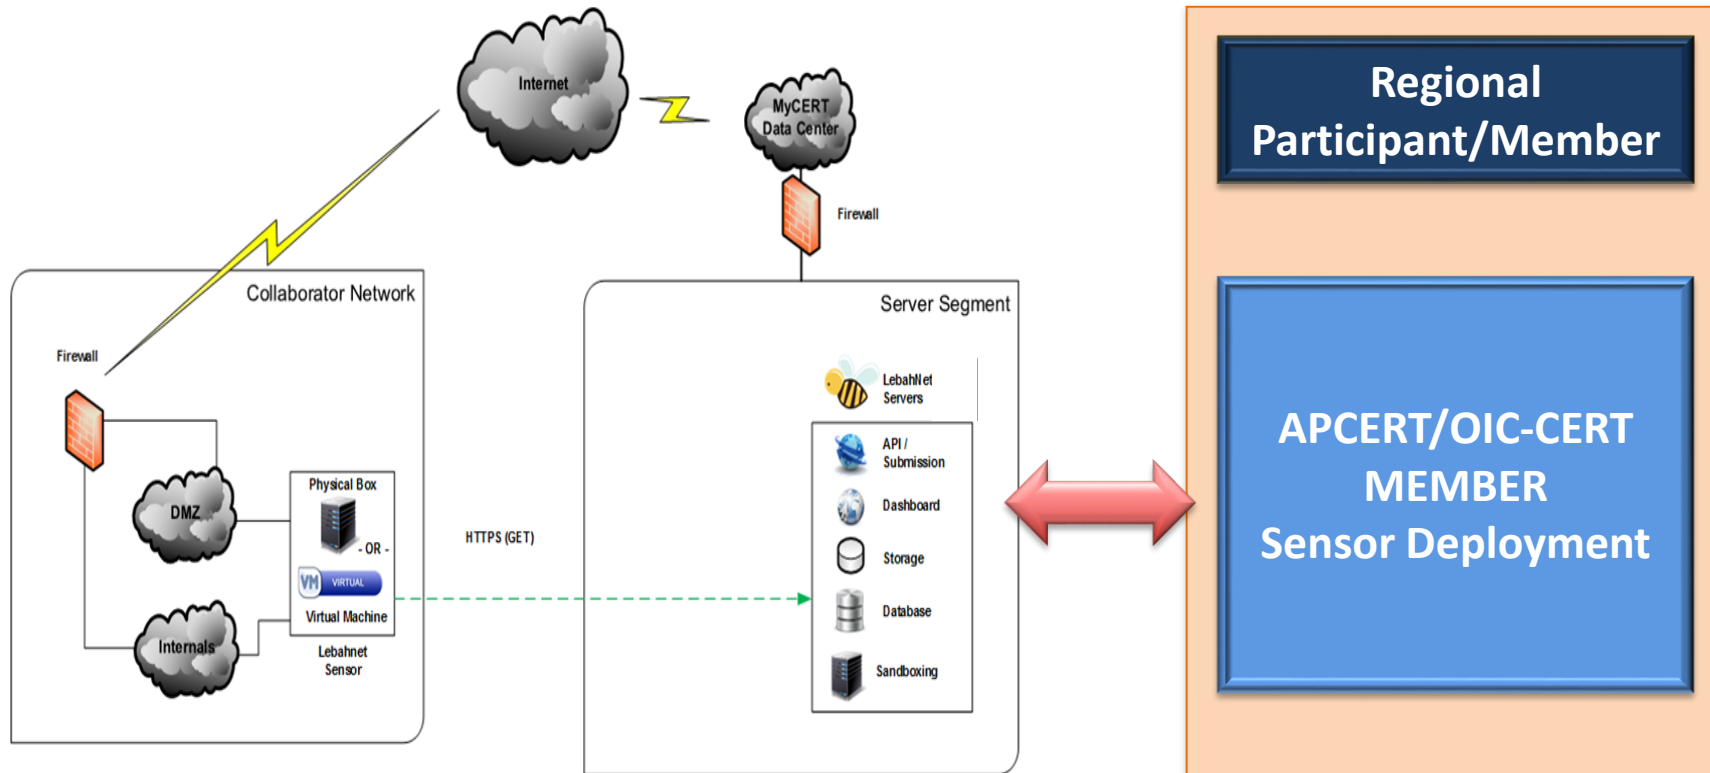 Internet
MyCERT
Data Center
Firewall
Collaborator Network
Firewall
DMZ
Internals
Physical Box
- OR -
VM VIRTUAL
Virtual Machine
Lebahnet
Sensor
HTTPS (GET)
Server Segment
LebahNet
Servers
API /
Submission
Dashboard
Storage
Database
Sandboxing
Regional
Participant/Member
APCERT/OIC-CERT
MEMBER
Sensor Deployment